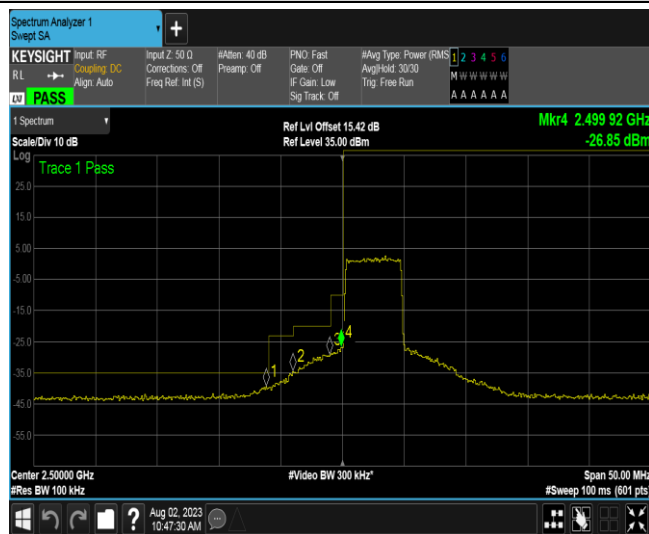 Spectrum Analyzer 1
Swept SA
KEYSIGHT
RL
LXI PASS
Input: RF
Coupling: DC
Align: Auto
Input Z: 50 Ω
Corrections: Off
Freq Ref: Int (S)
#Atten: 40 dB
Preamp: Off
PNO: Fast
Gate: Off
IF Gain: Low
Sig Track: Off
#Avg Type: Power (RMS
Avg|Hold: 30/30
Trig: Free Run
1 2 3 4 5 6
M W W W W W
A A A A A A
1 Spectrum
Scale/Div 10 dB
Ref Lvl Offset 15.42 dB
Ref Level 35.00 dBm
Mkr4 2.499 92 GHz
-26.85 dBm
Log
Trace 1 Pass
25.0
15.0
5.00
-5.00
-15.0
-25.0
-35.0
-45.0
-55.0
1
2
3
4
Center 2.50000 GHz
#Res BW 100 kHz
#Video BW 300 kHz*
Span 50.00 MHz
#Sweep 100 ms (601 pts)
?
Aug 02, 2023
10:47:30 AM